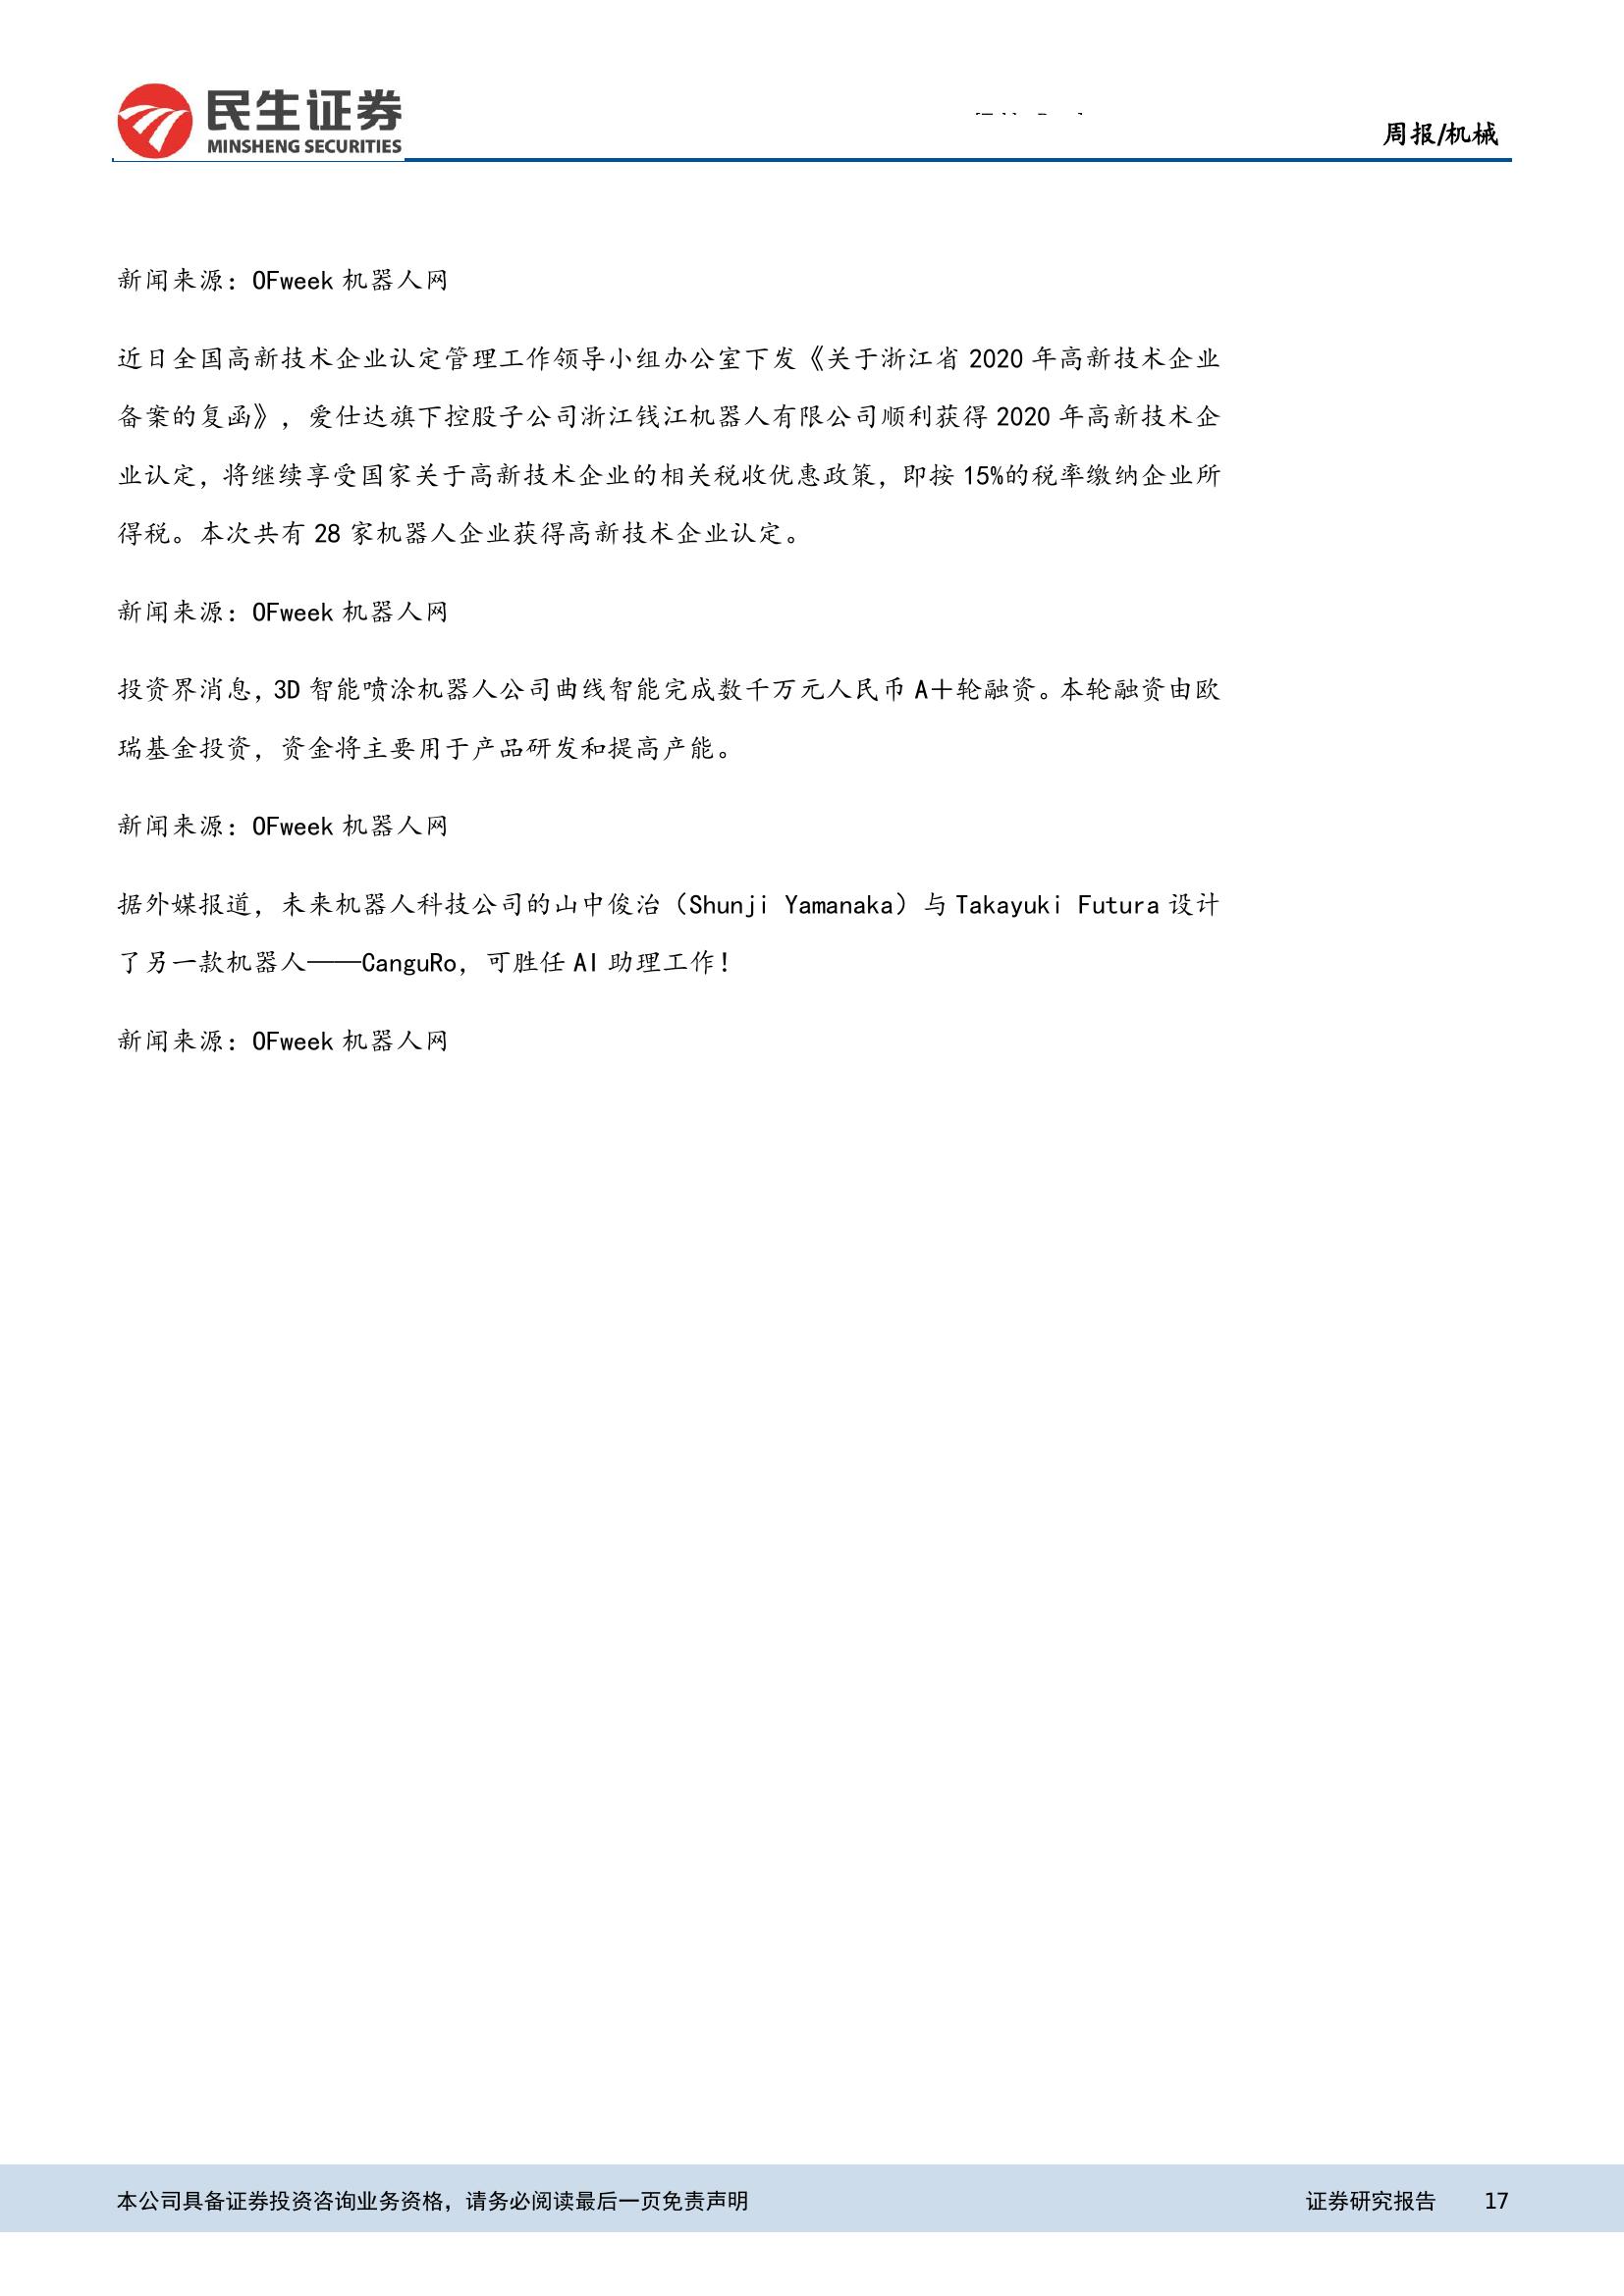 民生证券
MINSHENG SECURITIES
周报/机械
新闻来源：OFweek 机器人网
近日全国高新技术企业认定管理工作领导小组办公室下发《关于浙江省 2020 年高新技术企业
备案的复函》，爱仕达旗下控股子公司浙江钱江机器人有限公司顺利获得 2020 年高新技术企
业认定，将继续享受国家关于高新技术企业的相关税收优惠政策，即按 15%的税率缴纳企业所
得税。本次共有 28 家机器人企业获得高新技术企业认定。
新闻来源：OFweek 机器人网
投资界消息，3D 智能喷涂机器人公司曲线智能完成数千万元人民币 A＋轮融资。本轮融资由欧
瑞基金投资，资金将主要用于产品研发和提高产能。
新闻来源：OFweek 机器人网
据外媒报道，未来机器人科技公司的山中俊治（Shunji Yamanaka）与 Takayuki Futura 设计
了另一款机器人——CanguRo，可胜任 AI 助理工作！
新闻来源：OFweek 机器人网
本公司具备证券投资咨询业务资格，请务必阅读最后一页免责声明
证券研究报告 17